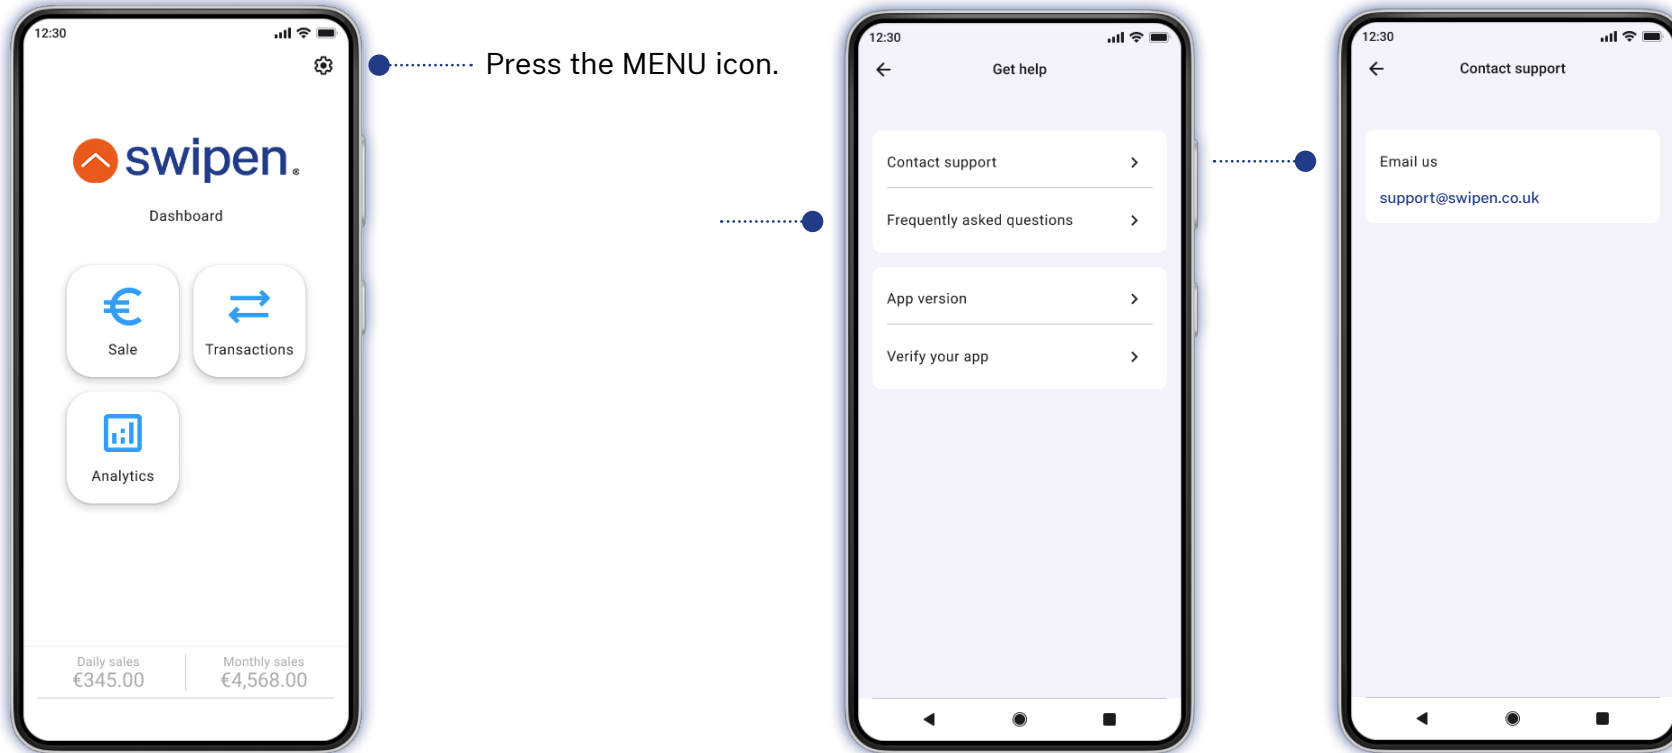 12:30
swipen.®
Dashboard
Sale
Transactions
Analytics
Daily sales
€345.00
Monthly sales
€4,568.00
Press the MENU icon.
12:30
Get help
Contact support
Frequently asked questions
App version
Verify your app
12:30
Contact support
Email us
support@swipen.co.uk